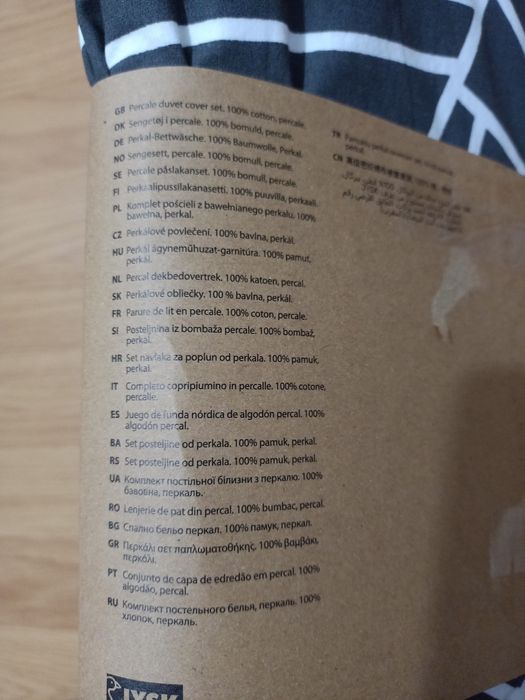 GB Percale duvet cover set. 100% cotton, percale.
DK Sengetøj i percale. 100% bomuld, percale.
DE Perkal-Bettwäsche. 100% Baumwolle, Perkal.
NO Sengesett, percale. 100% bomull, percale.
SE Percale påslakanset. 100% bomull, percale.
FI Perkaalipussilakanasetti. 100% puuvilla, perkaali.
PL Komplet pościeli z bawełnianego perkalu. 100%
bawełna, perkal.
CZ Perkálové povlečení. 100% bavlna, perkál.
HU Perkál ágyneműhuzat-garnitúra. 100% pamut,
perkál.
NL Percal dekbedovertrek. 100% katoen, percal.
SK Perkálové obliečky. 100 % bavlna, perkál.
FR Parure de lit en percale. 100% coton, percale.
SI Posteljnina iz bombaža percale. 100% bombaž,
perkal.
HR Set navlaka za poplun od perkala. 100% pamuk,
perkal.
IT Completo copripiumino in percalle. 100% cotone,
percalle.
ES Juego de funda nórdica de algodón percal. 100%
algodón percal.
BA Set posteljine od perkala. 100% pamuk, perkal.
RS Set posteljine od perkala. 100% pamuk, perkal.
UA Комплект постільної білизни з перкалю. 100%
бавовна, перкаль.
RO Lenjerie de pat din percal. 100% bumbac, percal.
BG Спално бельо перкал. 100% памук, перкал.
GR Περκάλι σετ παπλωματοθήκης. 100% βαμβάκι,
περκάλι.
PT Conjunto de capa de edredão em percal. 100%
algodão, percal.
RU Комплект постельного белья, перкаль. 100%
хлопок, перкаль.
TR
CN
JYSK